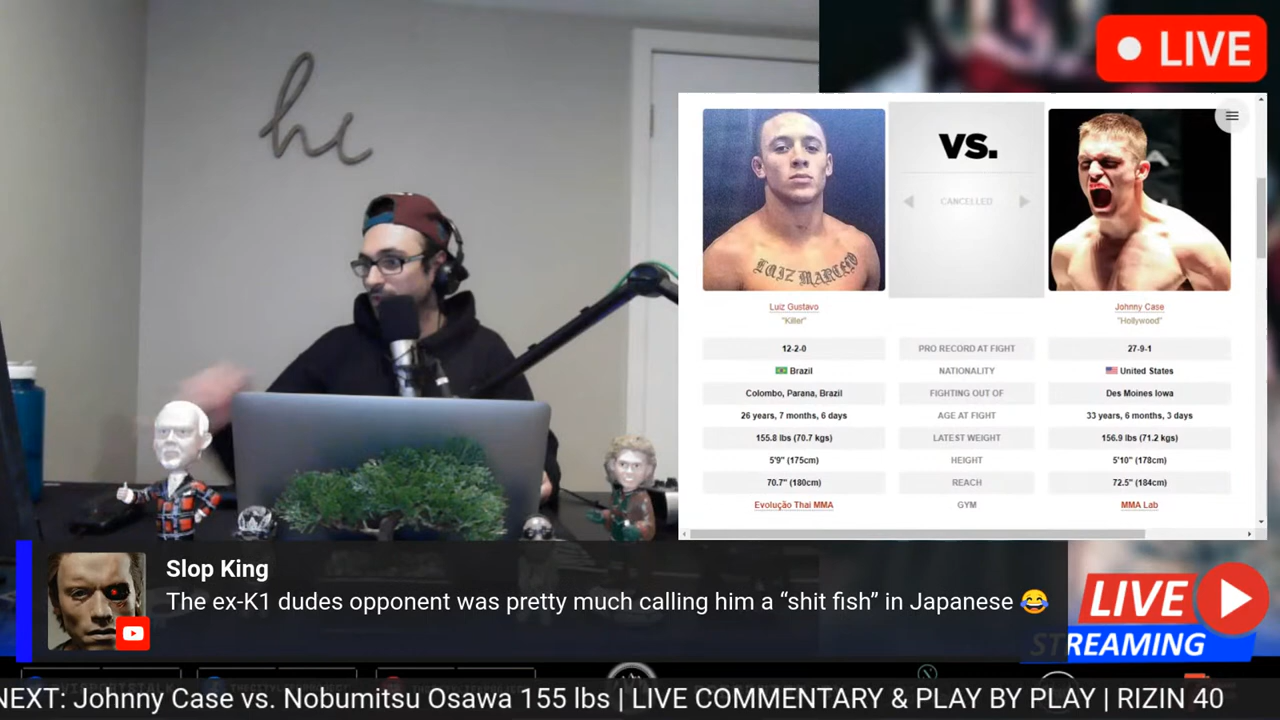 hi
LIVE
VS.
CANCELLED
LUIZ MARCELO
Luiz Gustavo
"Killer"
Johnny Case
"Hollywood"
12-2-0 PRO RECORD AT FIGHT 27-9-1
Brazil NATIONALITY United States
Colombo, Parana, Brazil FIGHTING OUT OF Des Moines Iowa
26 years, 7 months, 6 days AGE AT FIGHT 33 years, 6 months, 3 days
155.8 lbs (70.7 kgs) LATEST WEIGHT 156.9 lbs (71.2 kgs)
5'9" (175cm) HEIGHT 5'10" (178cm)
70.7" (180cm) REACH 72.5" (184cm)
Evolução Thai MMA GYM MMA Lab
Slop King
The ex-K1 dudes opponent was pretty much calling him a “shit fish” in Japanese 😂
LIVE
STREAMING
NEXT: Johnny Case vs. Nobumitsu Osawa 155 lbs | LIVE COMMENTARY & PLAY BY PLAY | RIZIN 40